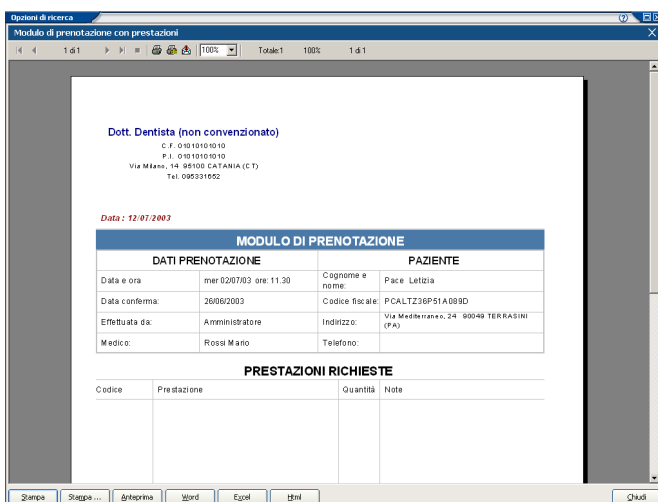 Opzioni di ricerca
Modulo di prenotazione con prestazioni
1 di 1 100% Totale:1 100% 1 di 1
Dott. Dentista (non convenzionato)
C.F. 01010101010
P.I. 01010101010
Via Milano, 14 95100 CATANIA (CT)
Tel. 095331652
Data : 12/07/2003
MODULO DI PRENOTAZIONE
DATI PRENOTAZIONE PAZIENTE
Data e ora mer 02/07/03 ore: 11.30 Cognome e nome: Pace Letizia
Data conferma: 26/06/2003 Codice fiscale: PCALTZ36P51A089D
Effettuata da: Amministratore Indirizzo: Via Mediterraneo, 24 90049 TERRASINI (PA)
Medico: Rossi Mario Telefono:
PRESTAZIONI RICHIESTE
Codice Prestazione Quantità Note
Stampa Stampa ... Anteprima Word Excel Html Chiudi